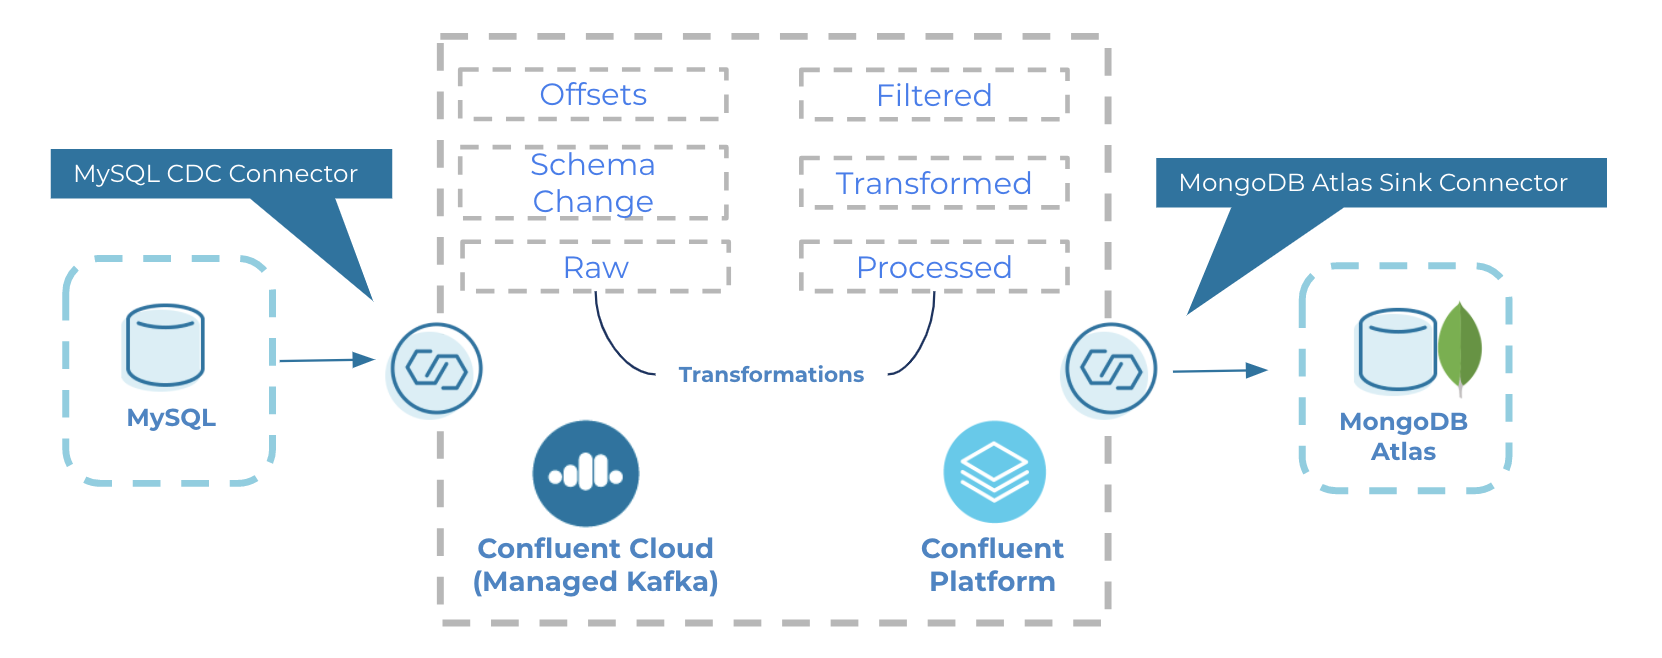 Offsets
Filtered
Schema
Change
Transformed
Raw
Processed
MySQL CDC Connector
MongoDB Atlas Sink Connector
Transformations
MySQL
MongoDB
Atlas
Confluent Cloud
(Managed Kafka)
Confluent
Platform